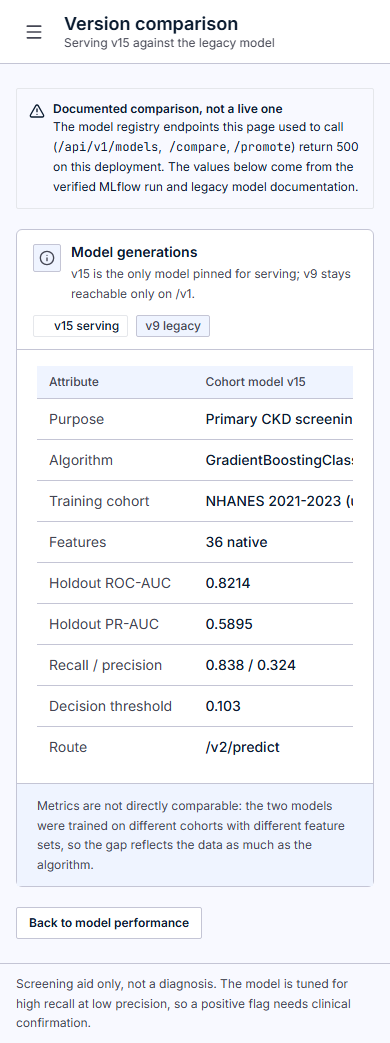 Version comparison
Serving v15 against the legacy model
Documented comparison, not a live one
The model registry endpoints this page used to call
(/api/v1/models, /compare, /promote) return 500
on this deployment. The values below come from the
verified MLflow run and legacy model documentation.
Model generations
v15 is the only model pinned for serving; v9 stays
reachable only on /v1.
v15 serving v9 legacy
Attribute Cohort model v15
Purpose Primary CKD screenin
Algorithm GradientBoostingClas
Training cohort NHANES 2021-2023 (
Features 36 native
Holdout ROC-AUC 0.8214
Holdout PR-AUC 0.5895
Recall / precision 0.838 / 0.324
Decision threshold 0.103
Route /v2/predict
Metrics are not directly comparable: the two models
were trained on different cohorts with different feature
sets, so the gap reflects the data as much as the
algorithm.
Back to model performance
Screening aid only, not a diagnosis. The model is tuned for
high recall at low precision, so a positive flag needs clinical
confirmation.